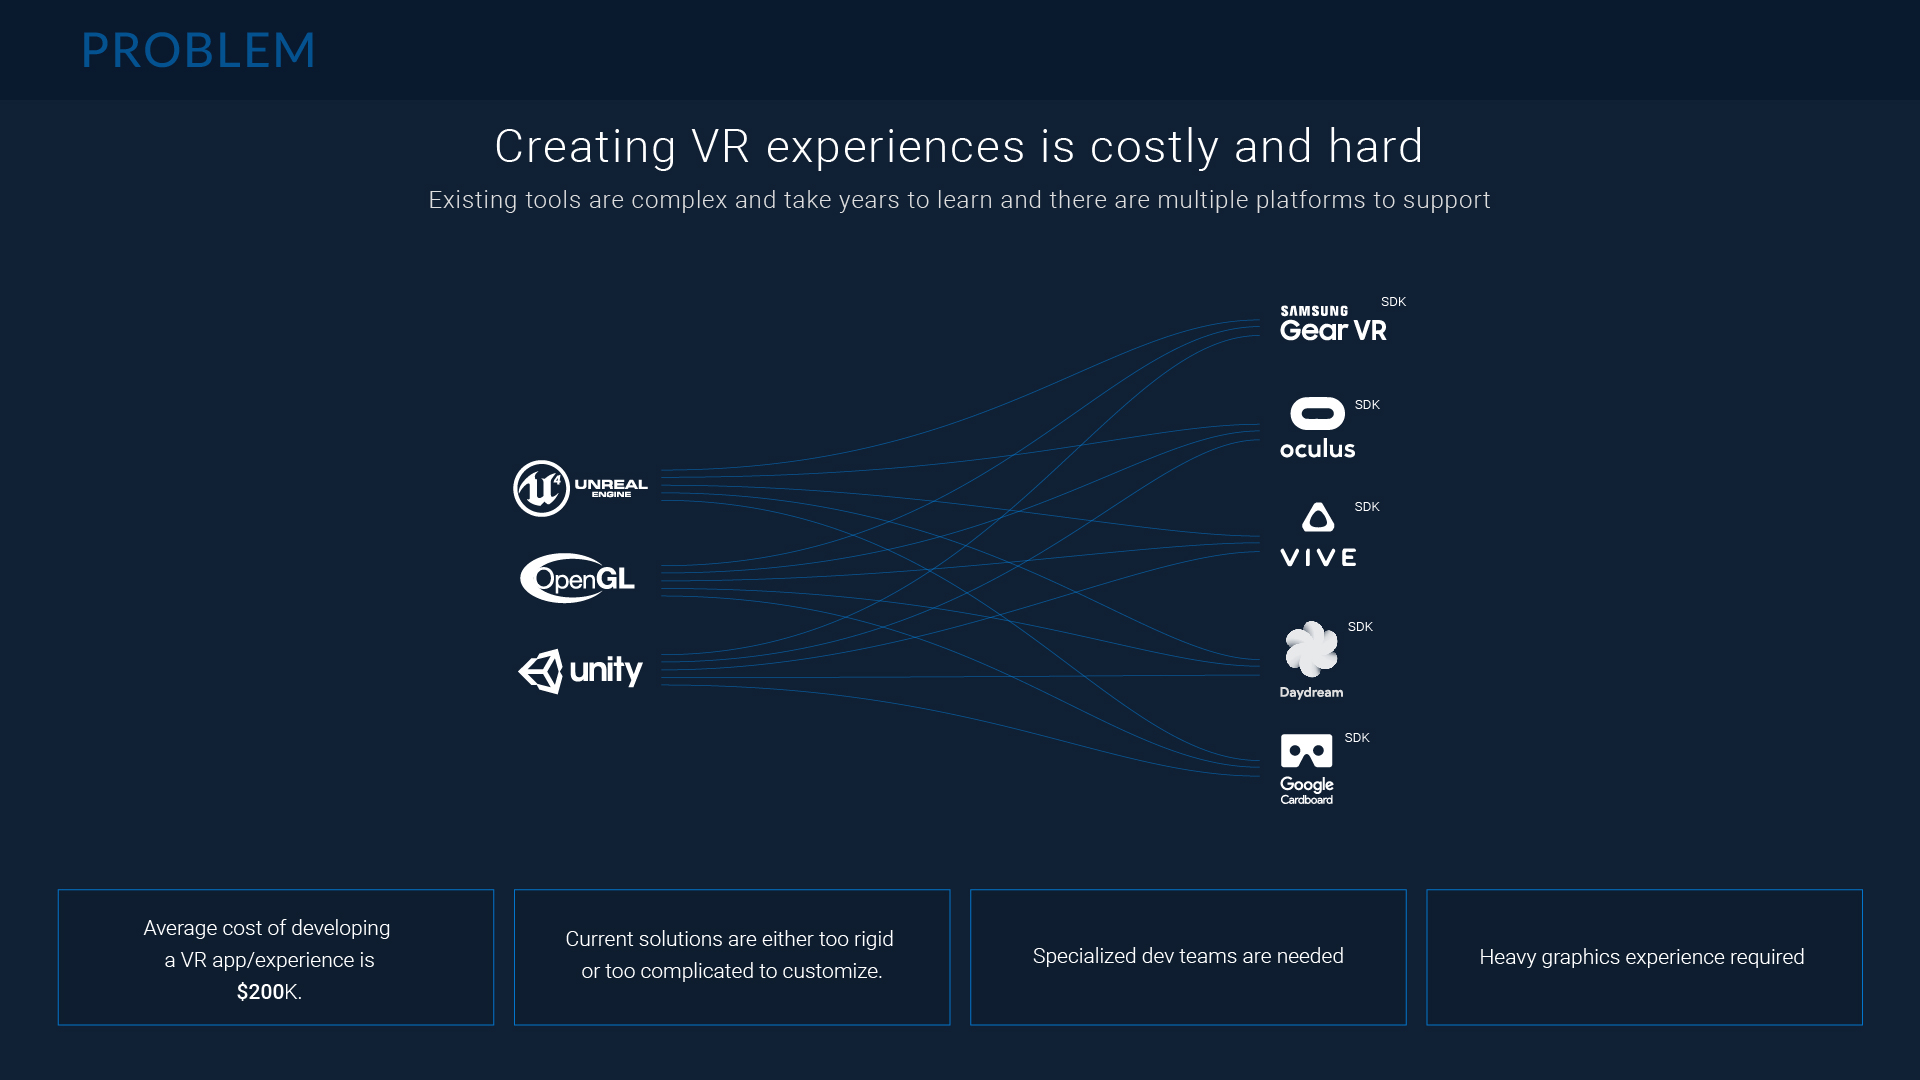 PROBLEM
Creating VR experiences is costly and hard
Existing tools are complex and take years to learn and there are multiple platforms to support
SDK
SAMSUNG
Gear VR
SDK
oculus
U4 UNREAL
ENGINE
SDK
VIVE
OpenGL
SDK
unity
Daydream
SDK
Google
Cardboard
Average cost of developing
a VR app/experience is
$200K.
Current solutions are either too rigid
or too complicated to customize.
Specialized dev teams are needed
Heavy graphics experience required